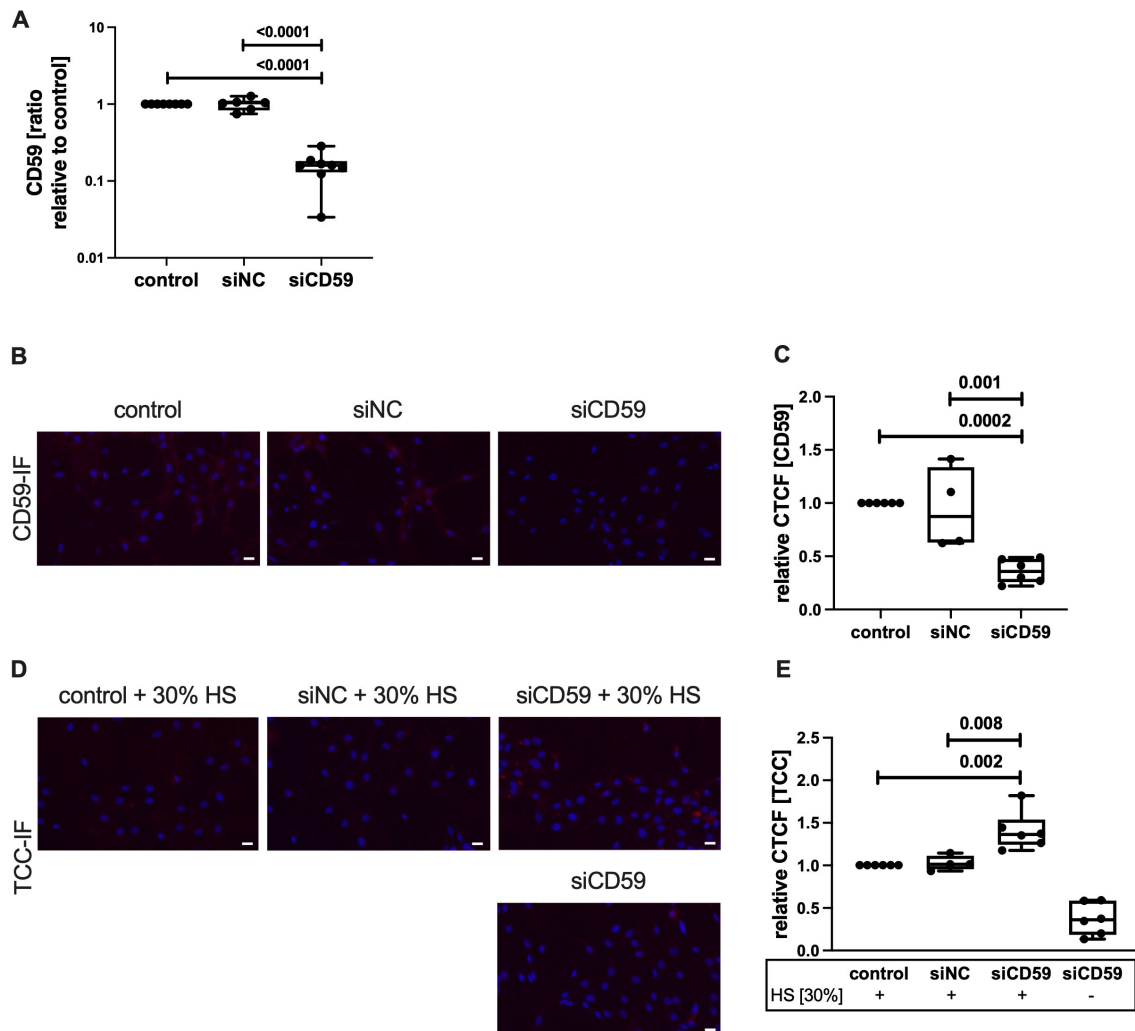 A
CD59 [ratio
relative to control]
10
1
0.1
0.01
<0.0001
<0.0001
control siNC siCD59
B
control siNC siCD59
CD59-IF
C
relative CTCF [CD59]
2.0
1.5
1.0
0.5
0.0
0.001
0.0002
control siNC siCD59
D
control + 30% HS siNC + 30% HS siCD59 + 30% HS
TCC-IF
siCD59
E
relative CTCF [TCC]
2.5
2.0
1.5
1.0
0.5
0.0
0.008
0.002
control siNC siCD59 siCD59
HS [30%] + + + -